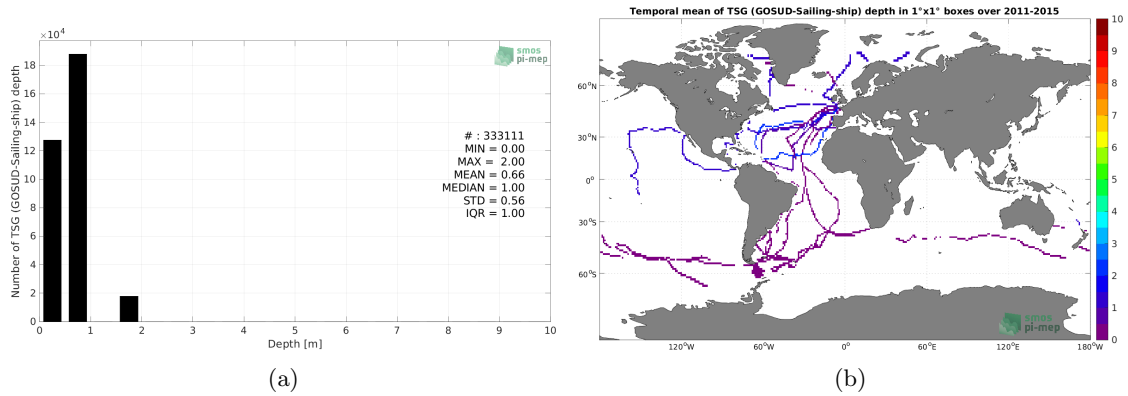 ×10⁴
18
16
14
12
10
8
6
4
2
0
Number of TSG (GOSUD-Sailing-ship) depth
smos
pi-mep
# : 333111
MIN = 0.00
MAX = 2.00
MEAN = 0.66
MEDIAN = 1.00
STD = 0.56
IQR = 1.00
0 1 2 3 4 5 6 7 8 9 10
Depth [m]
(a)
Temporal mean of TSG (GOSUD-Sailing-ship) depth in 1°x1° boxes over 2011-2015
60°N
30°N
0°
30°S
60°S
120°W 60°W 0° 60°E 120°E 180°W
smos
pi-mep
10
9
8
7
6
5
4
3
2
1
0
(b)